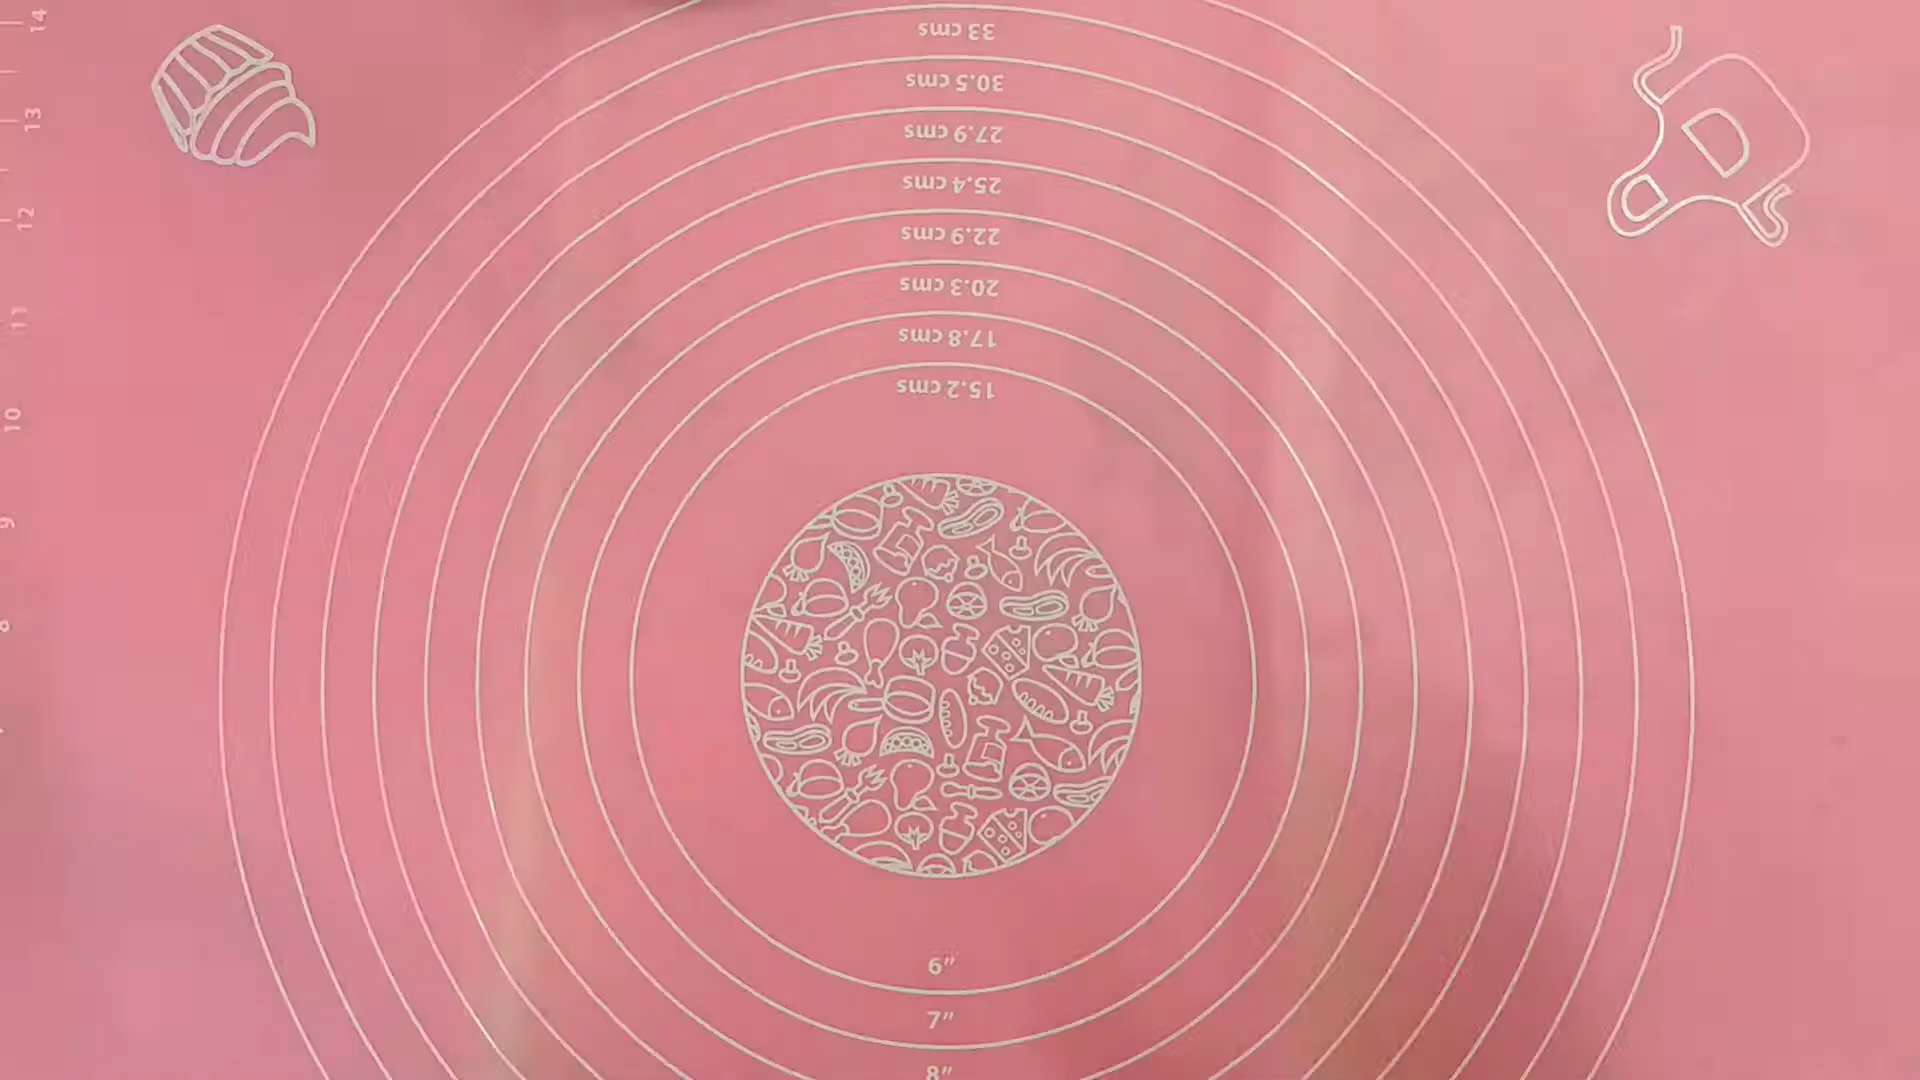 33 cms
30.5 cms
27.9 cms
25.4 cms
22.9 cms
20.3 cms
17.8 cms
15.2 cms
6"
7"
8"
14
13
12
11
10
9
8